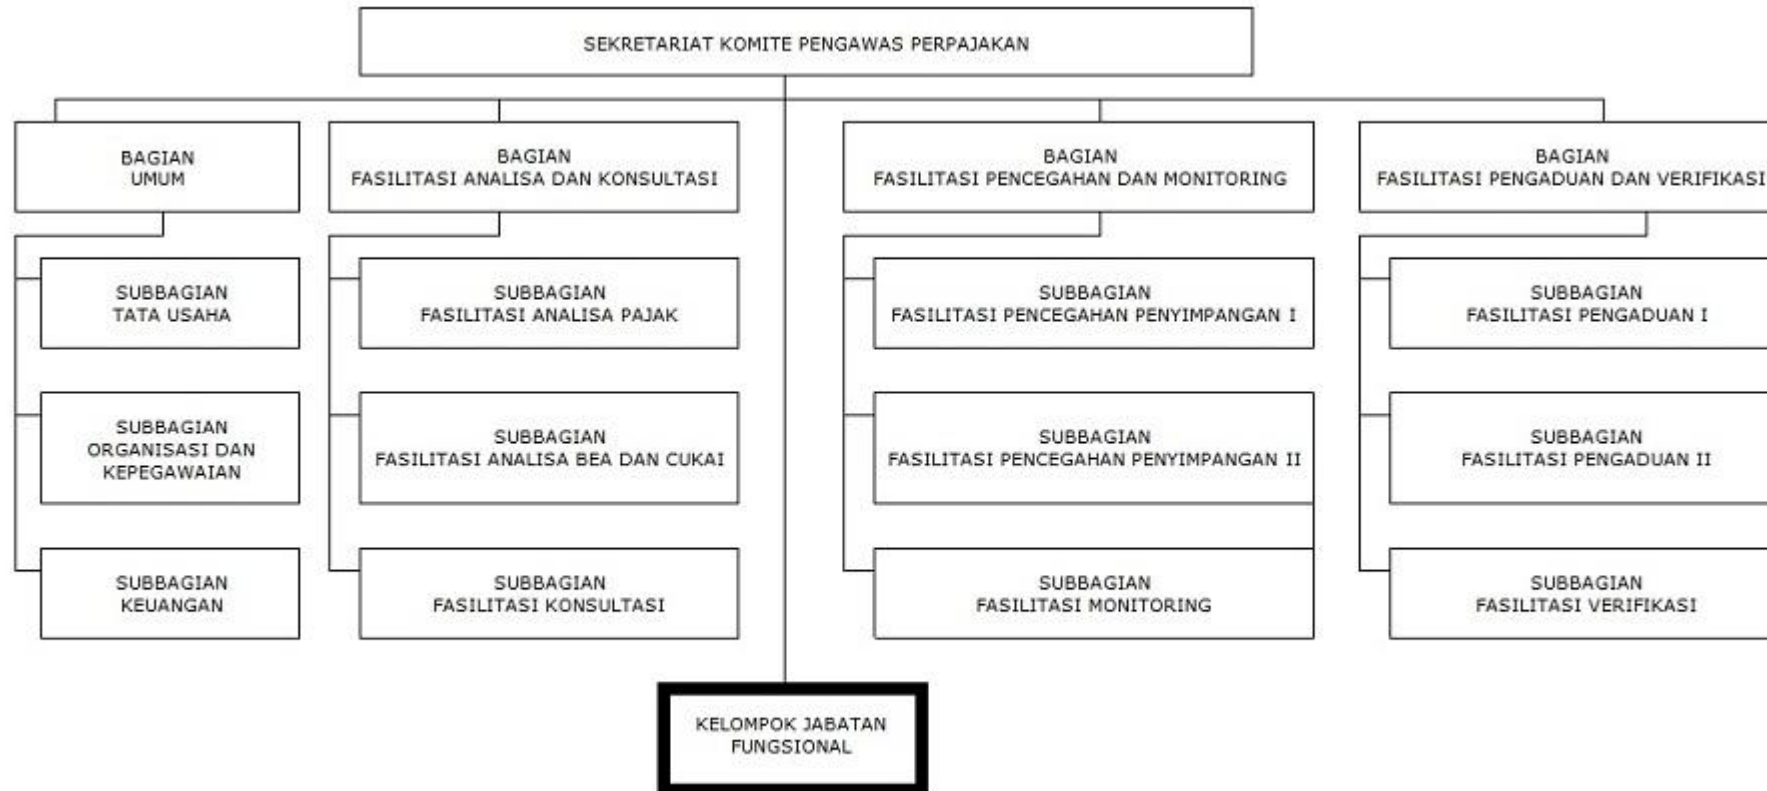 SEKRETARIAT KOMITE PENGAWAS PERPAJAKAN
BAGIAN
UMUM
BAGIAN
FASILITASI ANALISA DAN KONSULTASI
BAGIAN
FASILITASI PENCEGAHAN DAN MONITORING
BAGIAN
FASILITASI PENGADUAN DAN VERIFIKASI
SUBBAGIAN
TATA USAHA
SUBBAGIAN
FASILITASI ANALISA PAJAK
SUBBAGIAN
FASILITASI PENCEGAHAN PENYIMPANGAN I
SUBBAGIAN
FASILITASI PENGADUAN I
SUBBAGIAN
ORGANISASI DAN
KEPEGAWAIAN
SUBBAGIAN
FASILITASI ANALISA BEA DAN CUKAI
SUBBAGIAN
FASILITASI PENCEGAHAN PENYIMPANGAN II
SUBBAGIAN
FASILITASI PENGADUAN II
SUBBAGIAN
KEUANGAN
SUBBAGIAN
FASILITASI KONSULTASI
SUBBAGIAN
FASILITASI MONITORING
SUBBAGIAN
FASILITASI VERIFIKASI
KELOMPOK JABATAN
FUNGSIONAL